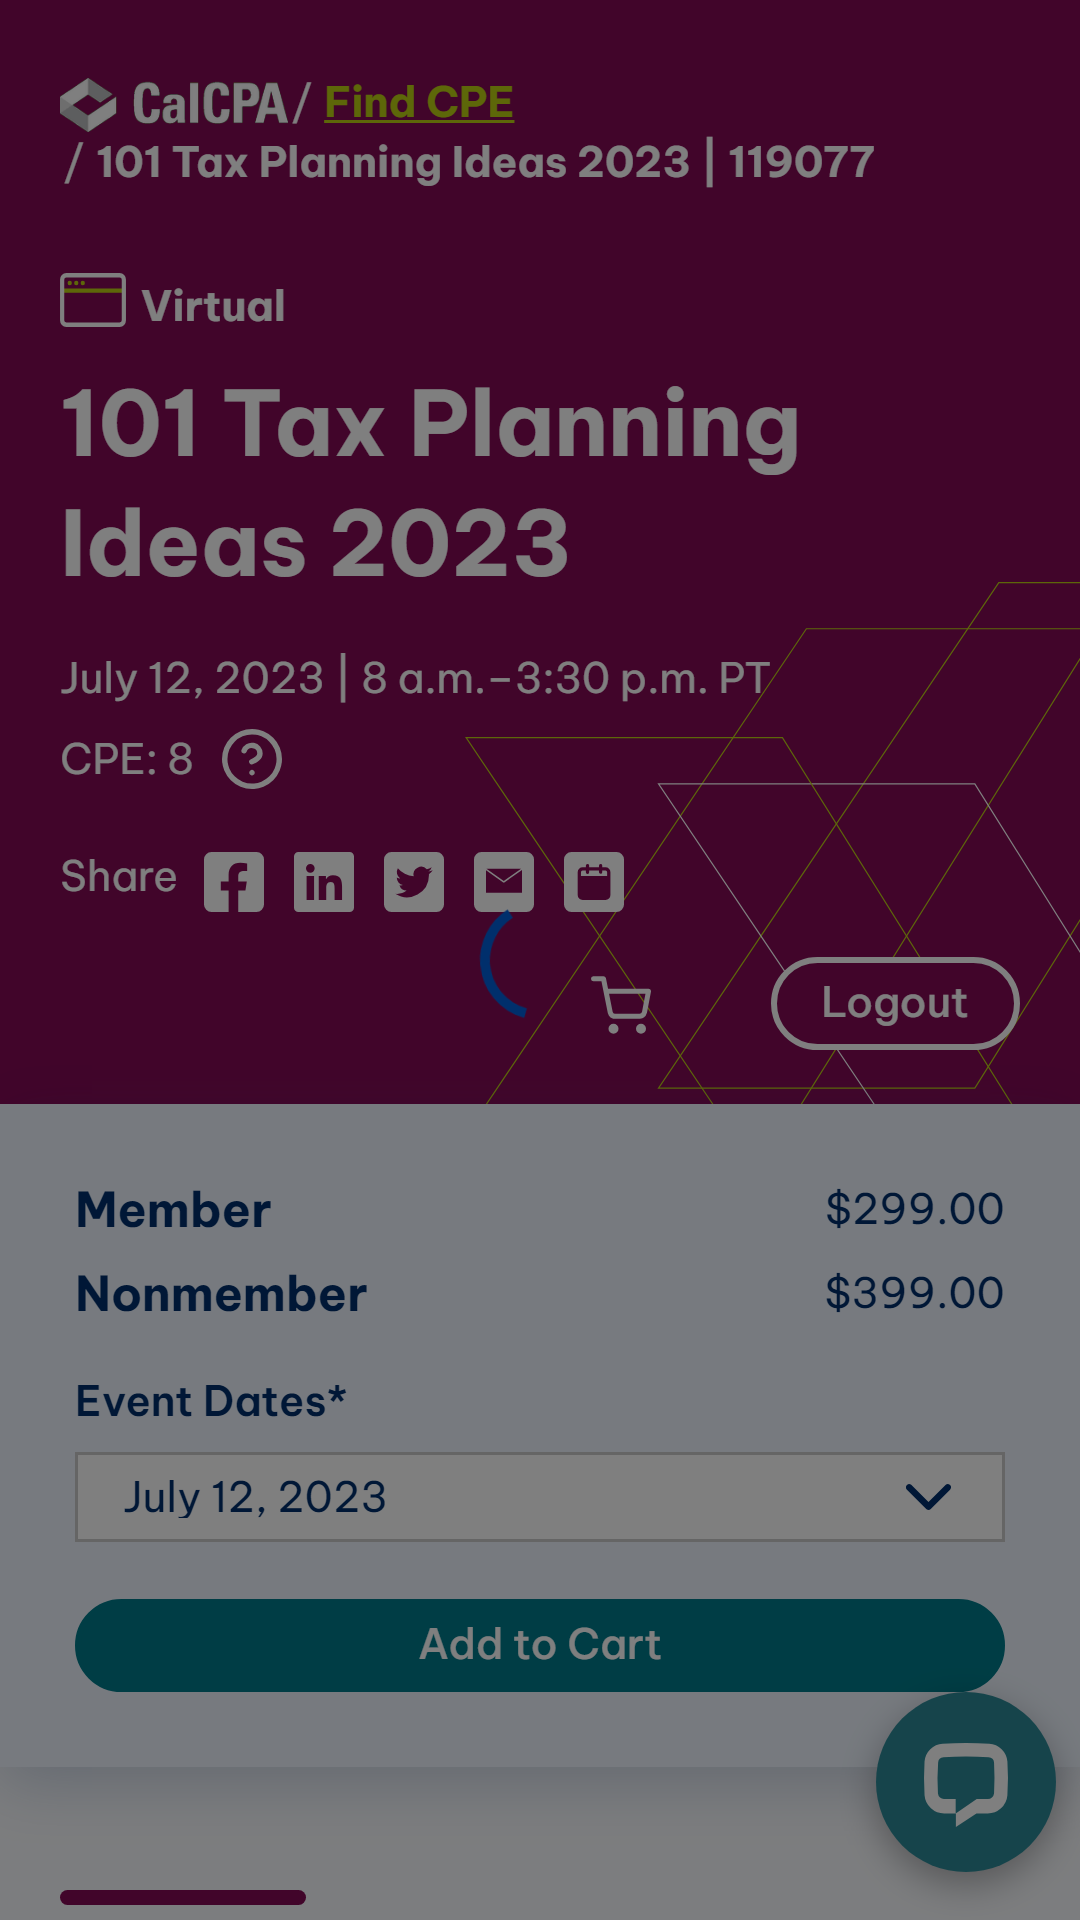 CalCPA / Find CPE
/ 101 Tax Planning Ideas 2023 | 119077
Virtual
101 Tax Planning
Ideas 2023
July 12, 2023 | 8 a.m.–3:30 p.m. PT
CPE: 8 ?
Share
Logout
Member $299.00
Nonmember $399.00
Event Dates*
July 12, 2023
Add to Cart